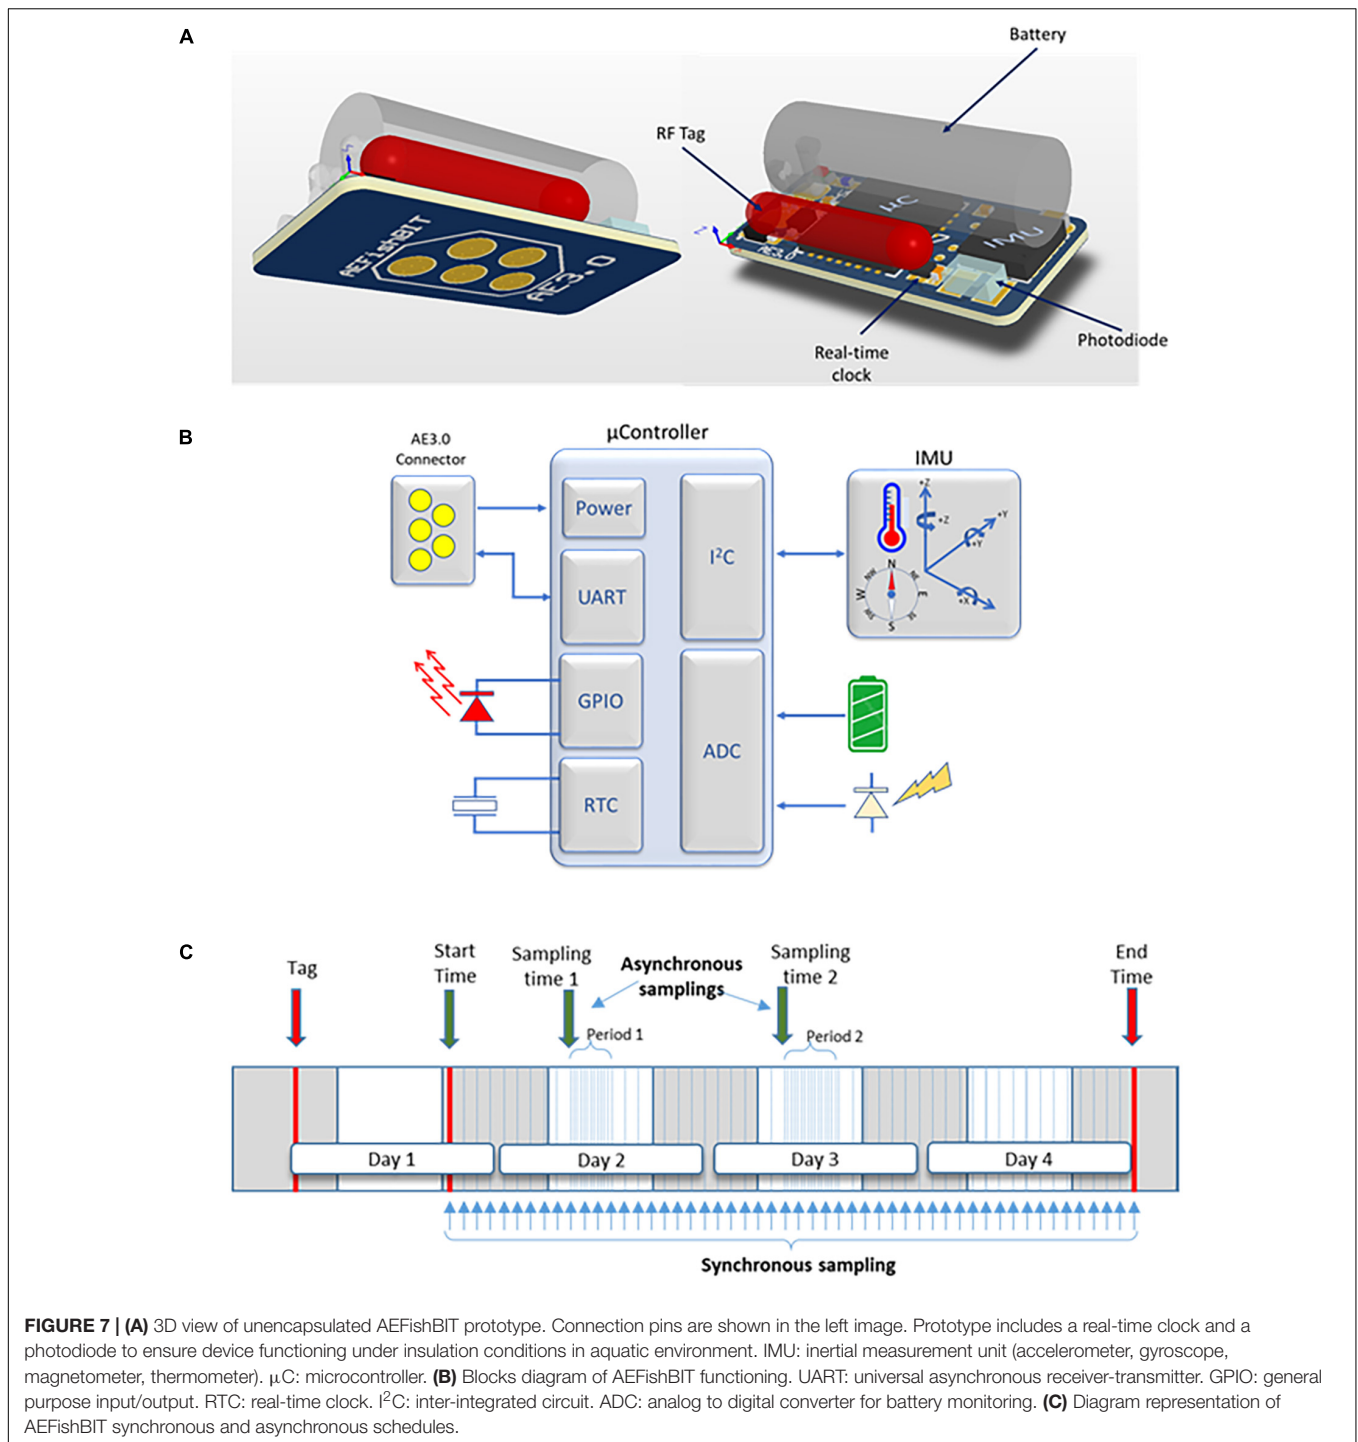 A
Battery
RF Tag
µC
IMU
AEFishBIT
AE3.0
Real-time
clock
Photodiode
B
AE3.0
Connector
µController
IMU
Power
UART
GPIO
RTC
I²C
ADC
+Z
+Z
+Y
+Y
+X
N
NW
NE
W
E
SW
SE
S
C
Tag
Start
Time
Sampling
time 1
Asynchronous
samplings
Sampling
time 2
End
Time
Period 1
Period 2
Day 1
Day 2
Day 3
Day 4
Synchronous sampling
FIGURE 7 | (A) 3D view of unencapsulated AEFishBIT prototype. Connection pins are shown in the left image. Prototype includes a real-time clock and a
photodiode to ensure device functioning under insulation conditions in aquatic environment. IMU: inertial measurement unit (accelerometer, gyroscope,
magnetometer, thermometer). µC: microcontroller. (B) Blocks diagram of AEFishBIT functioning. UART: universal asynchronous receiver-transmitter. GPIO: general
purpose input/output. RTC: real-time clock. I²C: inter-integrated circuit. ADC: analog to digital converter for battery monitoring. (C) Diagram representation of
AEFishBIT synchronous and asynchronous schedules.